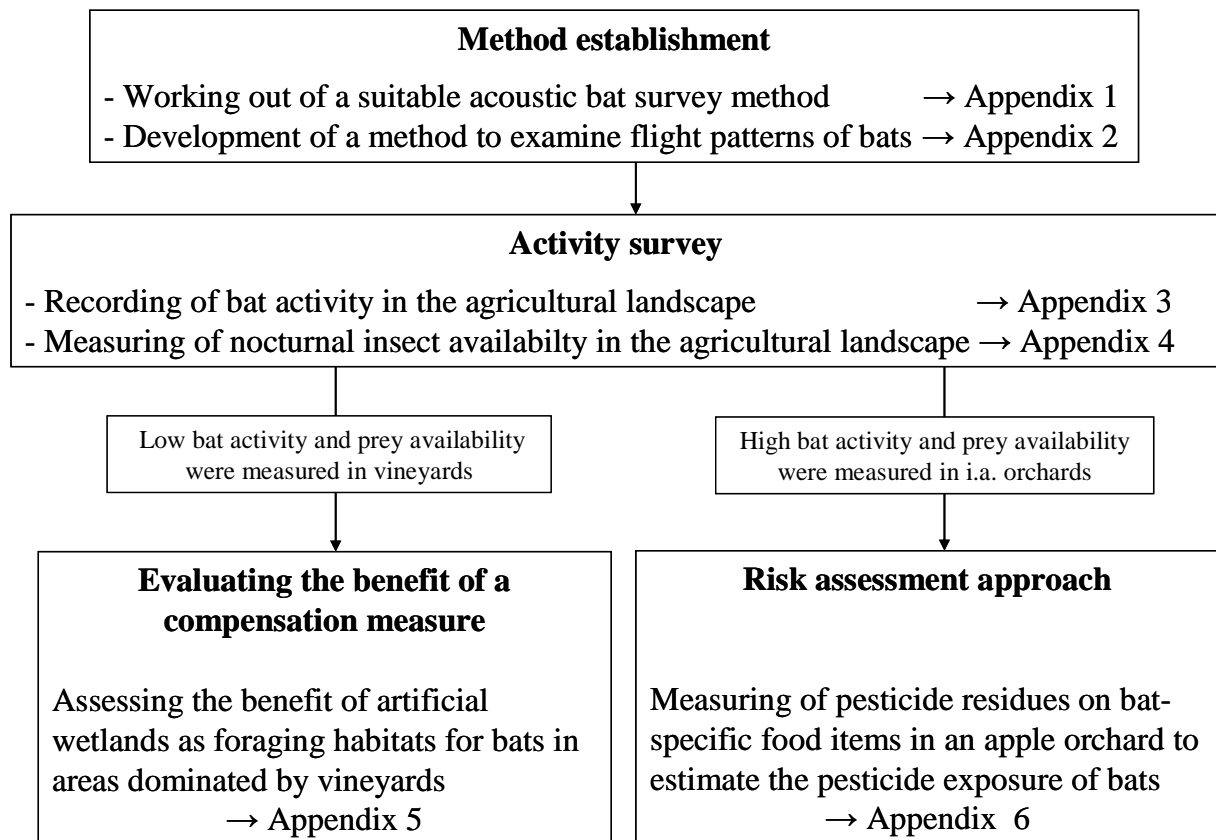 Method establishment
- Working out of a suitable acoustic bat survey method → Appendix 1
- Development of a method to examine flight patterns of bats → Appendix 2
Activity survey
- Recording of bat activity in the agricultural landscape → Appendix 3
- Measuring of nocturnal insect availabilty in the agricultural landscape → Appendix 4
Low bat activity and prey availability
were measured in vineyards
High bat activity and prey availability
were measured in i.a. orchards
Evaluating the benefit of a
compensation measure
Assessing the benefit of artificial
wetlands as foraging habitats for bats in
areas dominated by vineyards
→ Appendix 5
Risk assessment approach
Measuring of pesticide residues on bat-
specific food items in an apple orchard to
estimate the pesticide exposure of bats
→ Appendix 6